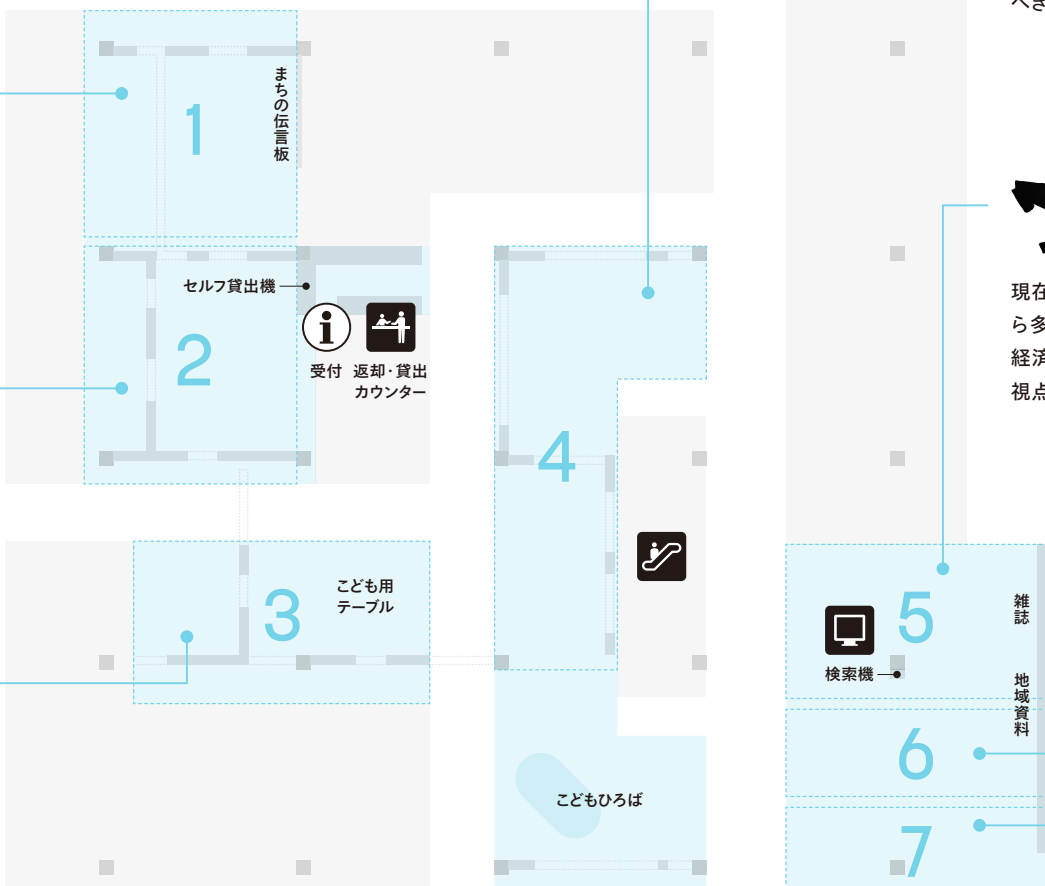 べき
1
まちの伝言板
セルフ貸出機
2
受付
返却・貸出
カウンター
4
3
こども用
テーブル
こどもひろば
現在
ら多
経済
視点
5
雑誌
検索機
地域資料
6
7